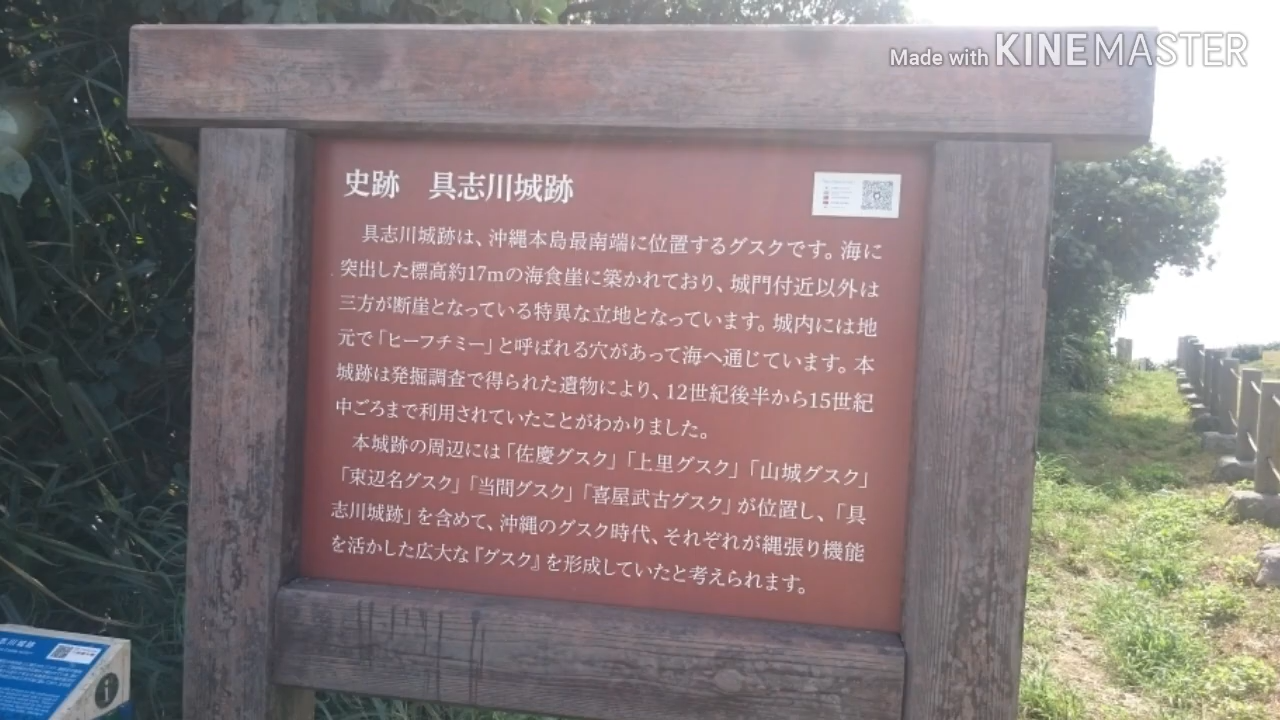 Made with KINEMASTER
史跡 具志川城跡
具志川城跡は、沖縄本島最南端に位置するグスクです。海に
突出した標高約17mの海食崖に築かれており、城門付近以外は
三方が断崖となっている特異な立地となっています。城内には地
元で「ヒーフチミー」と呼ばれる穴があって海へ通じています。本
城跡は発掘調査で得られた遺物により、12世紀後半から15世紀
中ごろまで利用されていたことがわかりました。
本城跡の周辺には「佐慶グスク」「上里グスク」「山城グスク」
「束辺名グスク」「当間グスク」「喜屋武古グスク」が位置し、「具
志川城跡」を含めて、沖縄のグスク時代、それぞれが縄張り機能
を活かした広大な『グスク』を形成していたと考えられます。
志川城跡
i